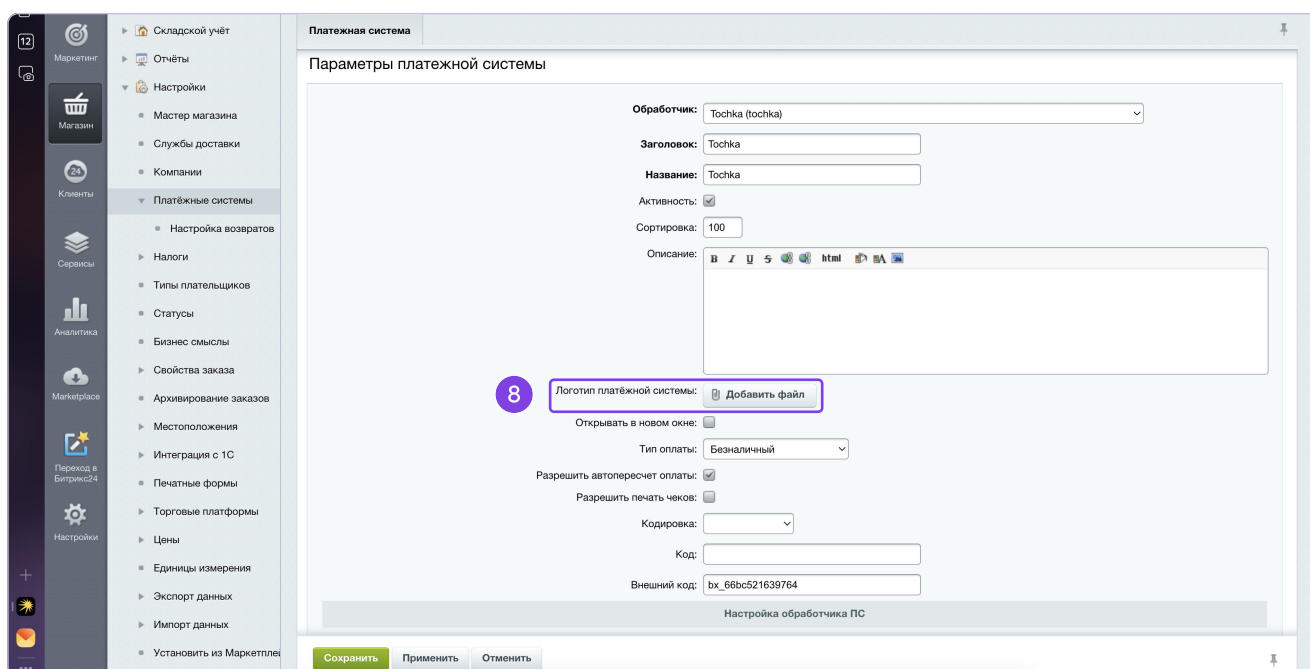 12
Маркетинг
Магазин
24
Клиенты
Сервисы
Аналитика
Marketplace
Переход в
Битрикс24
Настройки
Складской учёт
Отчёты
Настройки
Мастер магазина
Службы доставки
Компании
Платёжные системы
Настройка возвратов
Налоги
Типы плательщиков
Статусы
Бизнес смыслы
Свойства заказа
Архивирование заказов
Местоположения
Интеграция с 1С
Печатные формы
Торговые платформы
Цены
Единицы измерения
Экспорт данных
Импорт данных
Установить из Маркетплей
Платежная система
Параметры платежной системы
Обработчик: Tochka (tochka)
Заголовок: Tochka
Название: Tochka
Активность:
Сортировка: 100
Описание: B I U S html A
8 Логотип платёжной системы: Добавить файл
Открывать в новом окне:
Тип оплаты: Безналичный
Разрешить автопересчет оплаты:
Разрешить печать чеков:
Кодировка:
Код:
Внешний код: bx_66bc521639764
Настройка обработчика ПС
Сохранить Применить Отменить